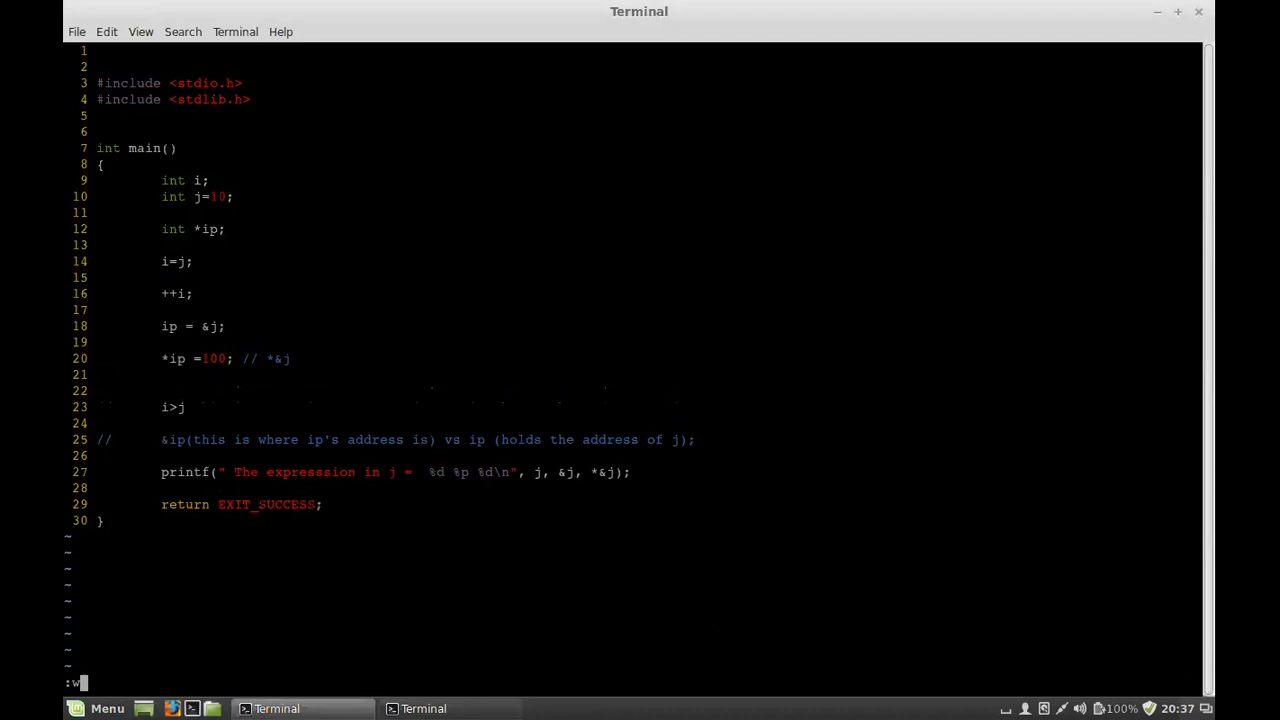 Terminal
File Edit View Search Terminal Help
1
2
3 #include <stdio.h>
4 #include <stdlib.h>
5
6
7 int main()
8 {
9 int i;
10 int j=10;
11
12 int *ip;
13
14 i=j;
15
16 ++i;
17
18 ip = &j;
19
20 *ip =100; // *&j
21
22
23 i>j
24
25 // &ip(this is where ip's address is) vs ip (holds the address of j);
26
27 printf(" The expresssion in j =  %d %p %d\n", j, &j, *&j);
28
29 return EXIT_SUCCESS;
30 }
~
~
~
~
~
~
~
~
~
:w
Menu Terminal Terminal 100% 20:37